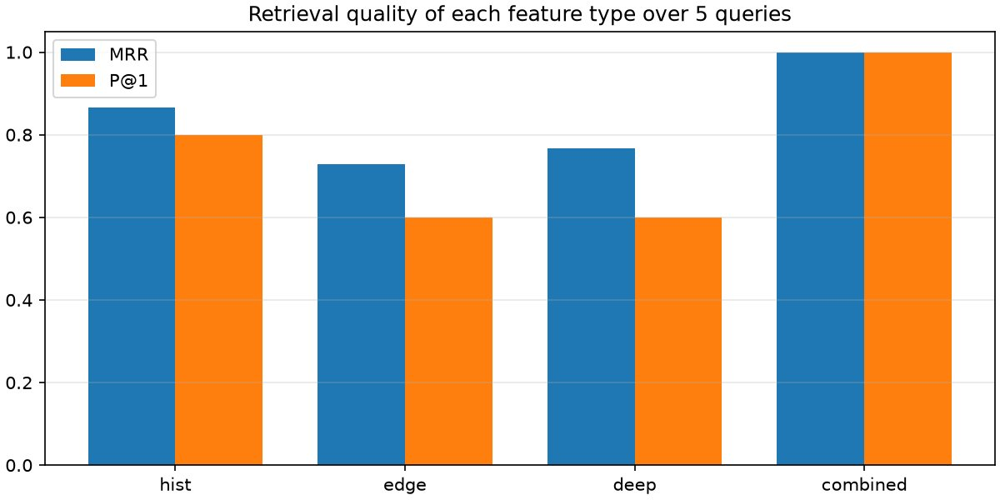 Retrieval quality of each feature type over 5 queries
MRR
P@1
1.0
0.8
0.6
0.4
0.2
0.0
hist
edge
deep
combined